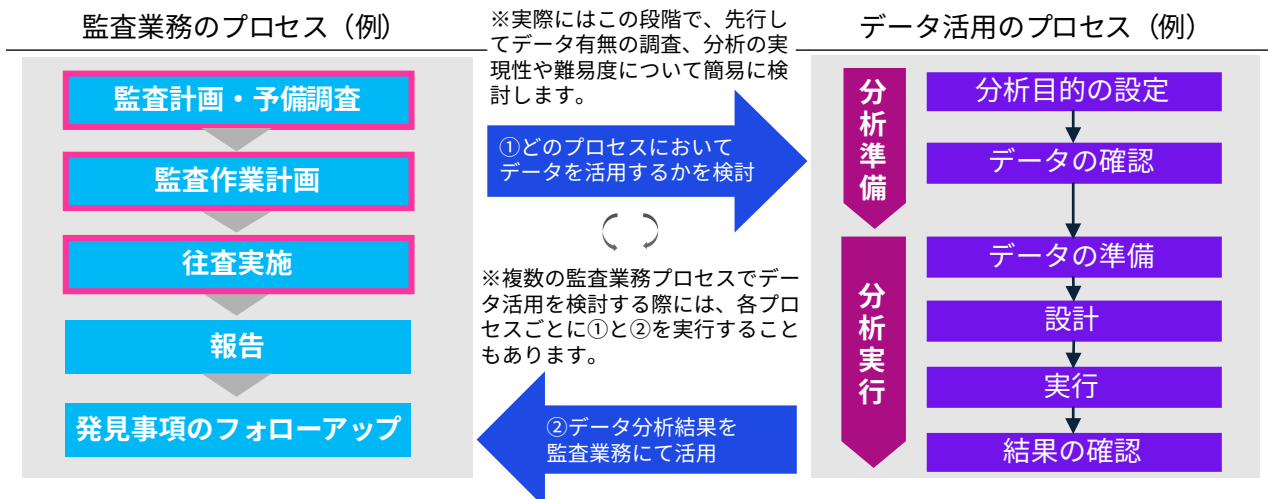 監査業務のプロセス（例）
監査計画・予備調査
監査作業計画
往査実施
報告
発見事項のフォローアップ
※実際にはこの段階で、先行し
てデータ有無の調査、分析の実
現性や難易度について簡易に検
討します。
①どのプロセスにおいて
データを活用するかを検討
※複数の監査業務プロセスでデー
タ活用を検討する際には、各プロ
セスごとに①と②を実行すること
もあります。
②データ分析結果を
監査業務にて活用
データ活用のプロセス（例）
分析準備
分析目的の設定
データの確認
分析実行
データの準備
設計
実行
結果の確認